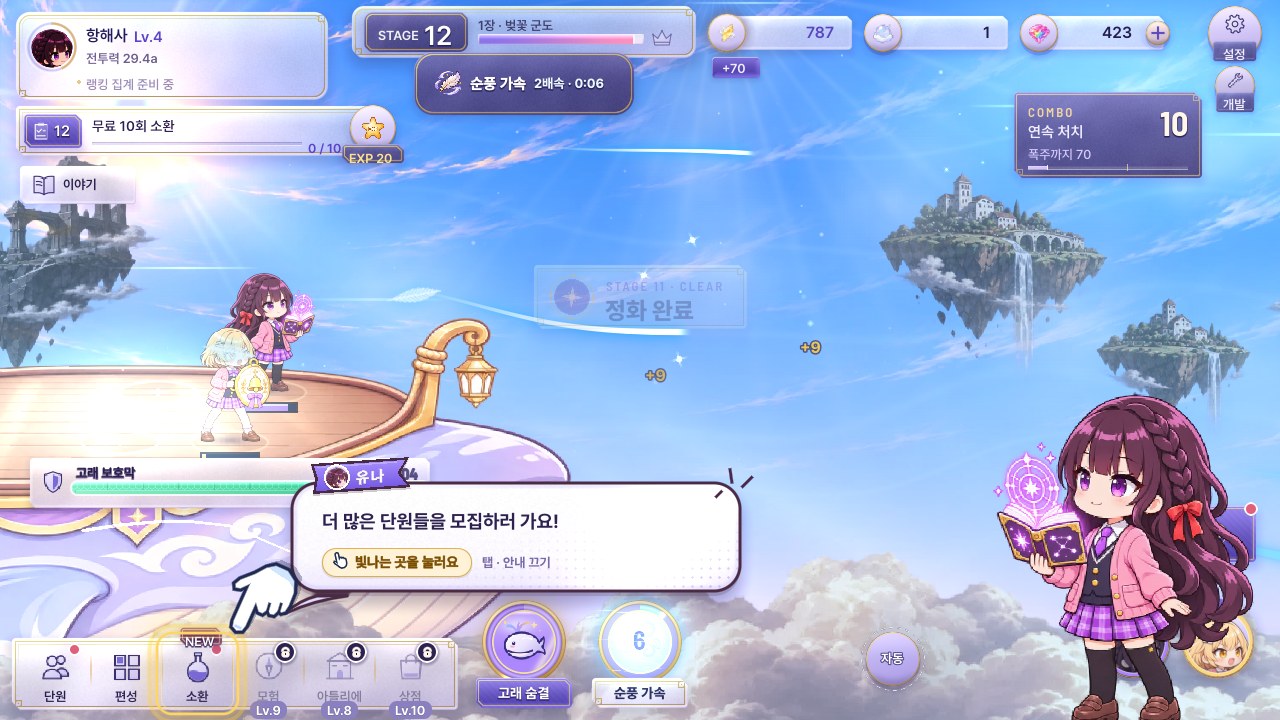 항해사 Lv.4
전투력 29.4a
랭킹 집계 준비 중
STAGE 12
1장 · 벚꽃 군도
순풍 가속 2배속 · 0:06
787
+70
1
423
설정
개발
12
무료 10회 소환
0 / 10
EXP 20
이야기
COMBO
연속 처치
10
폭주까지 70
STAGE 11 · CLEAR
정화 완료
+9
+9
고래 보호막
04
유나
더 많은 단원들을 모집하러 가요!
빛나는 곳을 눌러요
탭 · 안내 끄기
단원
편성
NEW
소환
모험
Lv.9
아틀리에
Lv.8
상점
Lv.10
고래 숨결
6
순풍 가속
자동